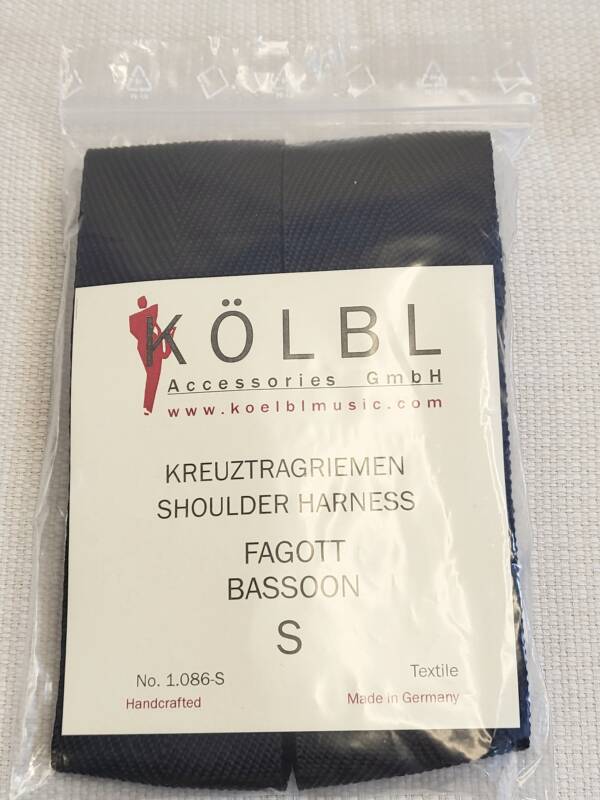 KÖLBL
Accessories GmbH
www.koelblmusic.com
KREUZTRAGRIEMEN
SHOULDER HARNESS
FAGOTT
BASSOON
S
No. 1.086-S
Textile
Handcrafted
Made in Germany